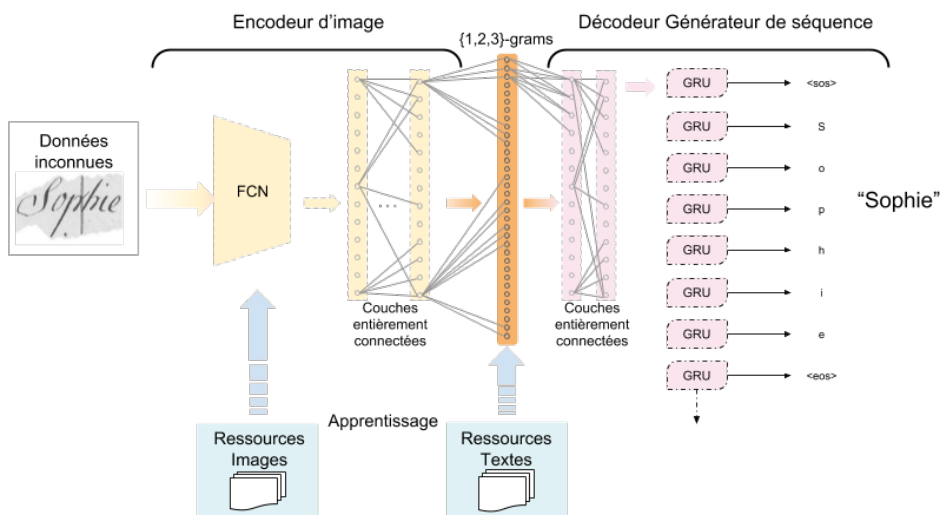 Encodeur d'image
Décodeur Générateur de séquence
{1,2,3}-grams
Données
inconnues
Sophie
FCN
...
Couches
entièrement
connectées
Couches
entièrement
connectées
GRU
<sos>
GRU
S
GRU
o
GRU
p
GRU
h
GRU
i
GRU
e
GRU
<eos>
“Sophie”
Apprentissage
Ressources
Images
Ressources
Textes